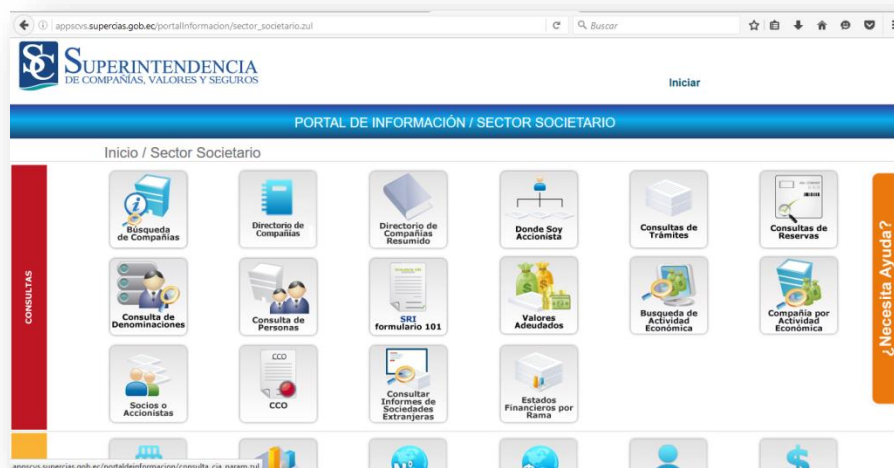 appscvs.supercias.gob.ec/portalInformacion/sector_societario.zul
Buscar
SC
SUPERINTENDENCIA
DE COMPAÑÍAS, VALORES Y SEGUROS
Iniciar
PORTAL DE INFORMACIÓN / SECTOR SOCIETARIO
Inicio / Sector Societario
CONSULTAS
Búsqueda
de Compañias
Directorio de
Compañias
Directorio de
Compañias
Resumido
Donde Soy
Accionista
Consultas de
Trámites
Consultas de
Reservas
Consulta de
Denominaciones
Consulta de
Personas
SRI
formulario 101
Valores
Adeudados
Busqueda de
Actividad
Económica
Compañía por
Actividad
Económica
Socios o
Accionistas
CCO
CCO
Consultar
Informes de
Sociedades
Extranjeras
Estados
Financieros por
Rama
¿Necesita Ayuda?
appscvs.supercias.gob.ec/portaldeinformacion/consulta_cia_param.zul